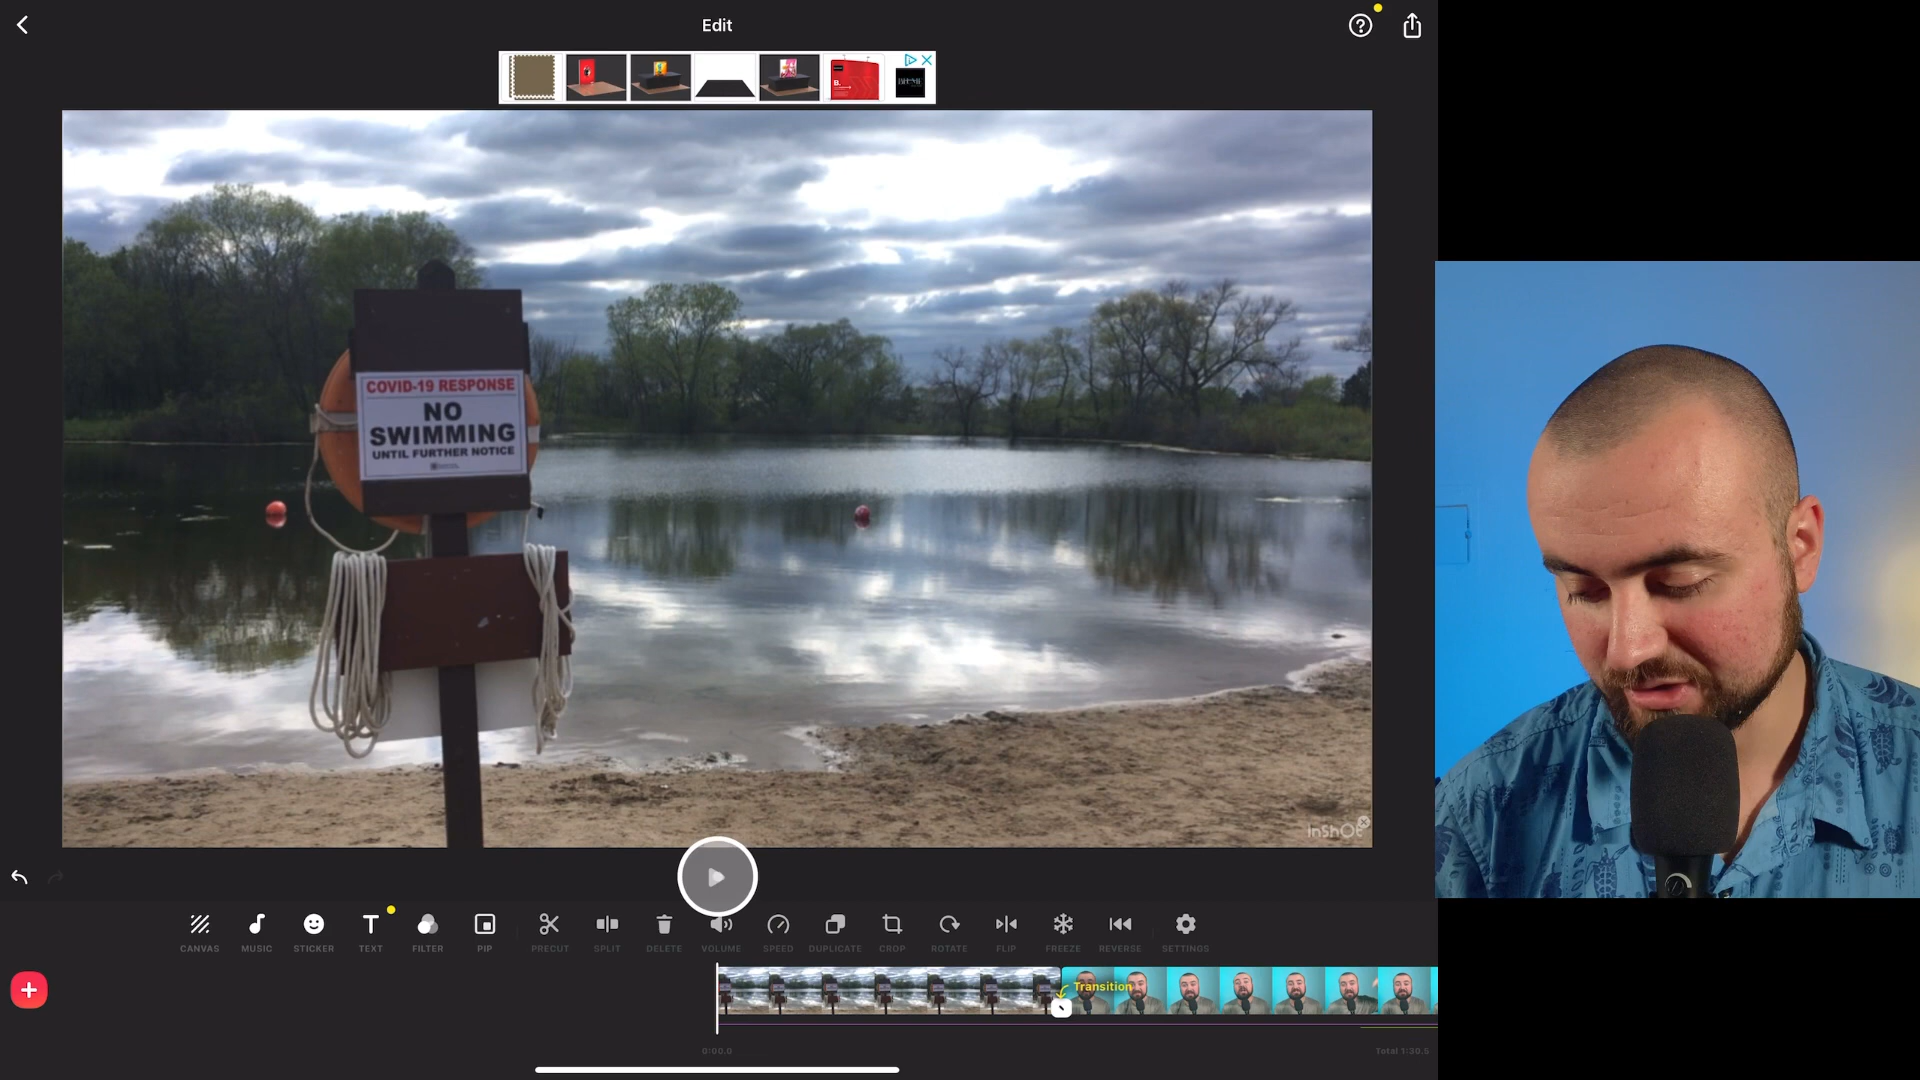 Edit
COVID-19 RESPONSE
NO
SWIMMING
UNTIL FURTHER NOTICE
InShOt
CANVAS
MUSIC
STICKER
TEXT
FILTER
PIP
PRECUT
SPLIT
DELETE
VOLUME
SPEED
DUPLICATE
CROP
ROTATE
FLIP
FREEZE
REVERSE
SETTINGS
Transition
0:00.0
Total 1:30.5